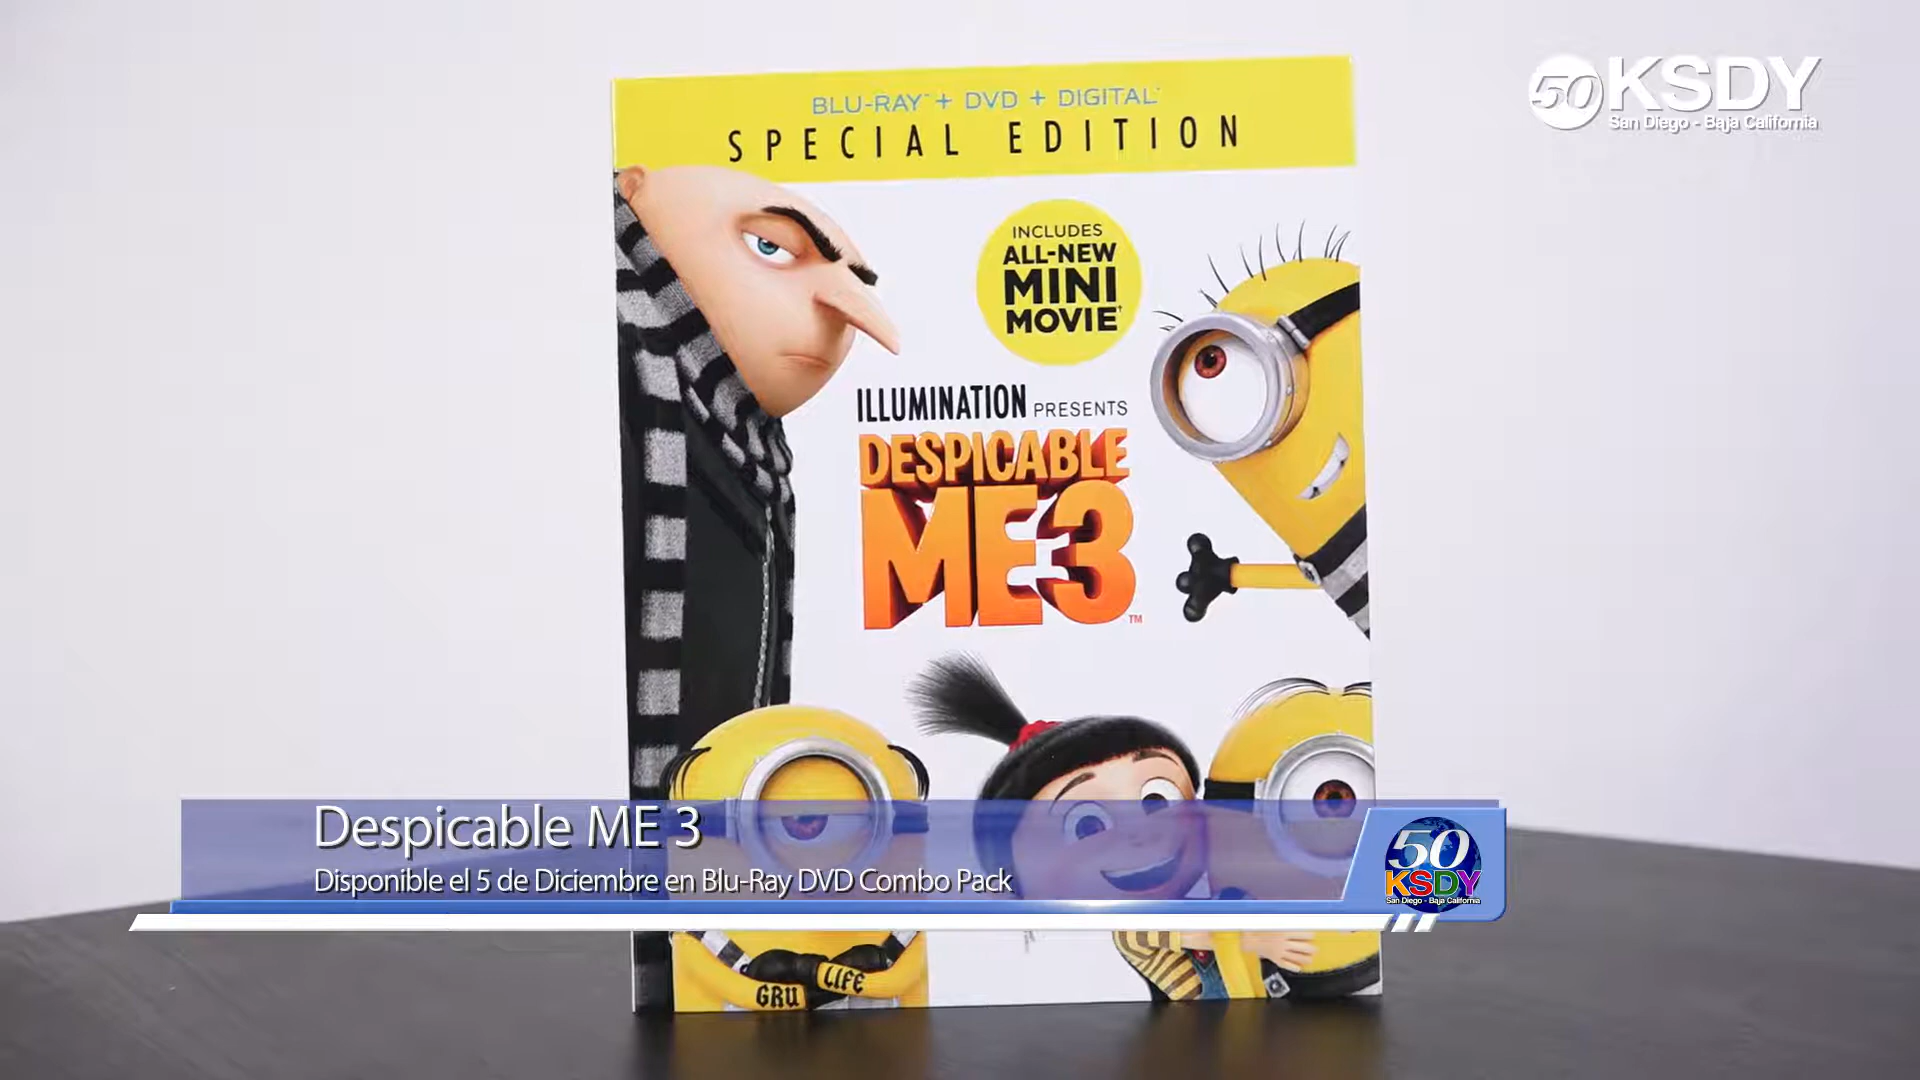 BLU-RAY™ + DVD + DIGITAL
SPECIAL EDITION
INCLUDES
ALL-NEW
MINI
MOVIE†
ILLUMINATION PRESENTS
DESPICABLE
ME3™
GRU LIFE
50 KSDY
San Diego - Baja California
Despicable ME 3
Disponible el 5 de Diciembre en Blu-Ray DVD Combo Pack
50
KSDY
San Diego - Baja California